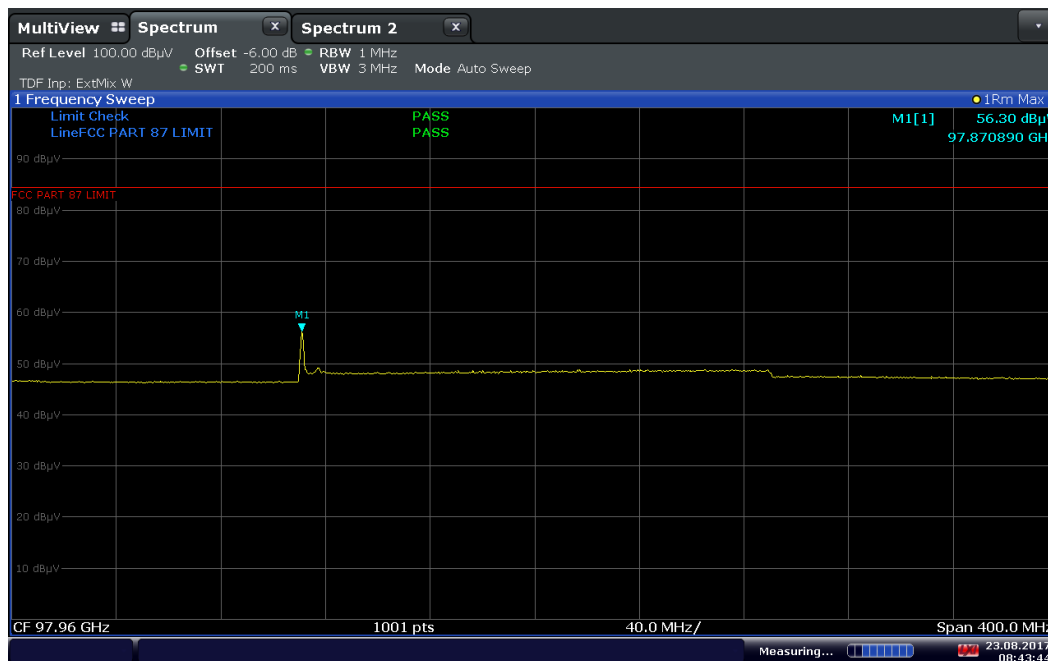 MultiView Spectrum X Spectrum 2 X
Ref Level 100.00 dBµV Offset -6.00 dB RBW 1 MHz
SWT 200 ms VBW 3 MHz Mode Auto Sweep
TDF Inp: ExtMix W
1 Frequency Sweep 1Rm Max
Limit Check PASS M1[1] 56.30 dBµV
LineFCC PART 87 LIMIT PASS 97.870890 GH
90 dBµV
FCC PART 87 LIMIT
80 dBµV
70 dBµV
60 dBµV
M1
50 dBµV
40 dBµV
30 dBµV
20 dBµV
10 dBµV
CF 97.96 GHz 1001 pts 40.0 MHz/ Span 400.0 MHz
Measuring... 23.08.2017
08:43:44